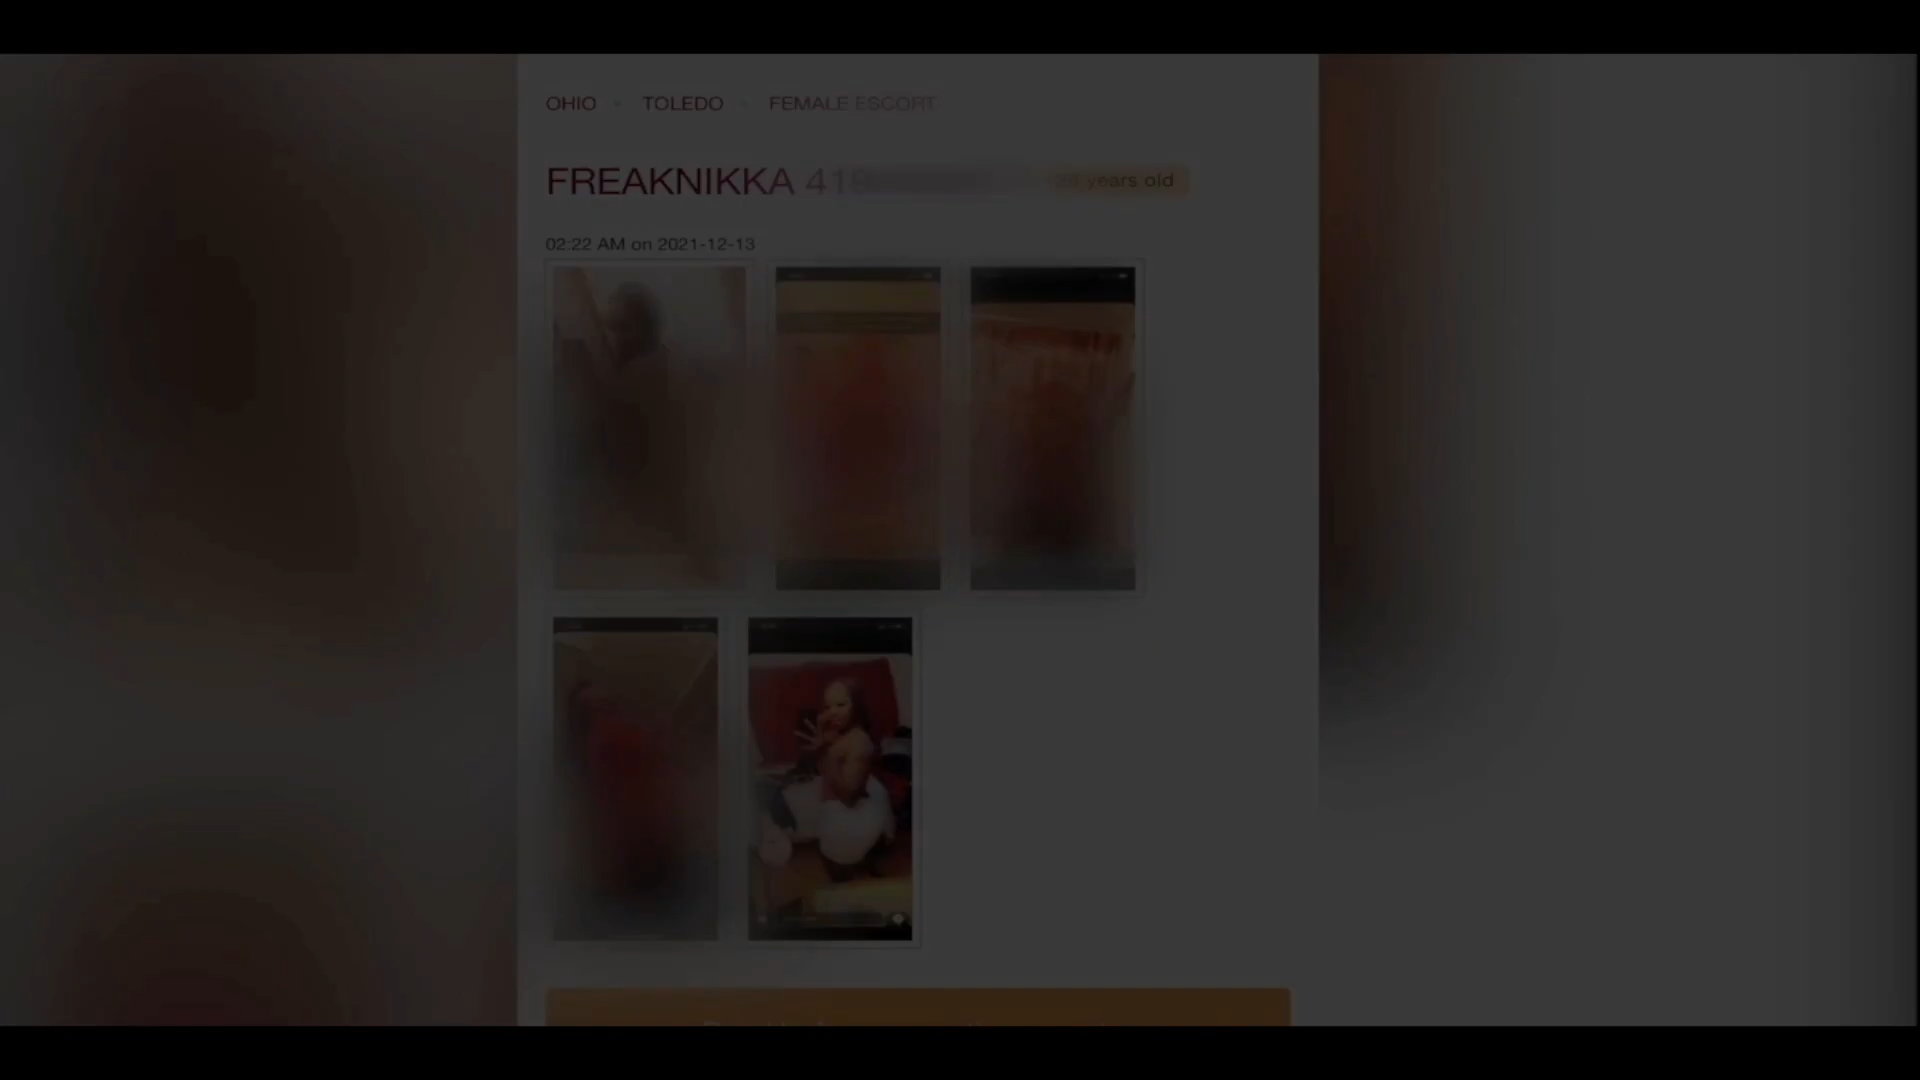 OHIO TOLEDO FEMALE ESCORT
FREAKNIKKA 41 years old
02:22 AM on 2021-12-13